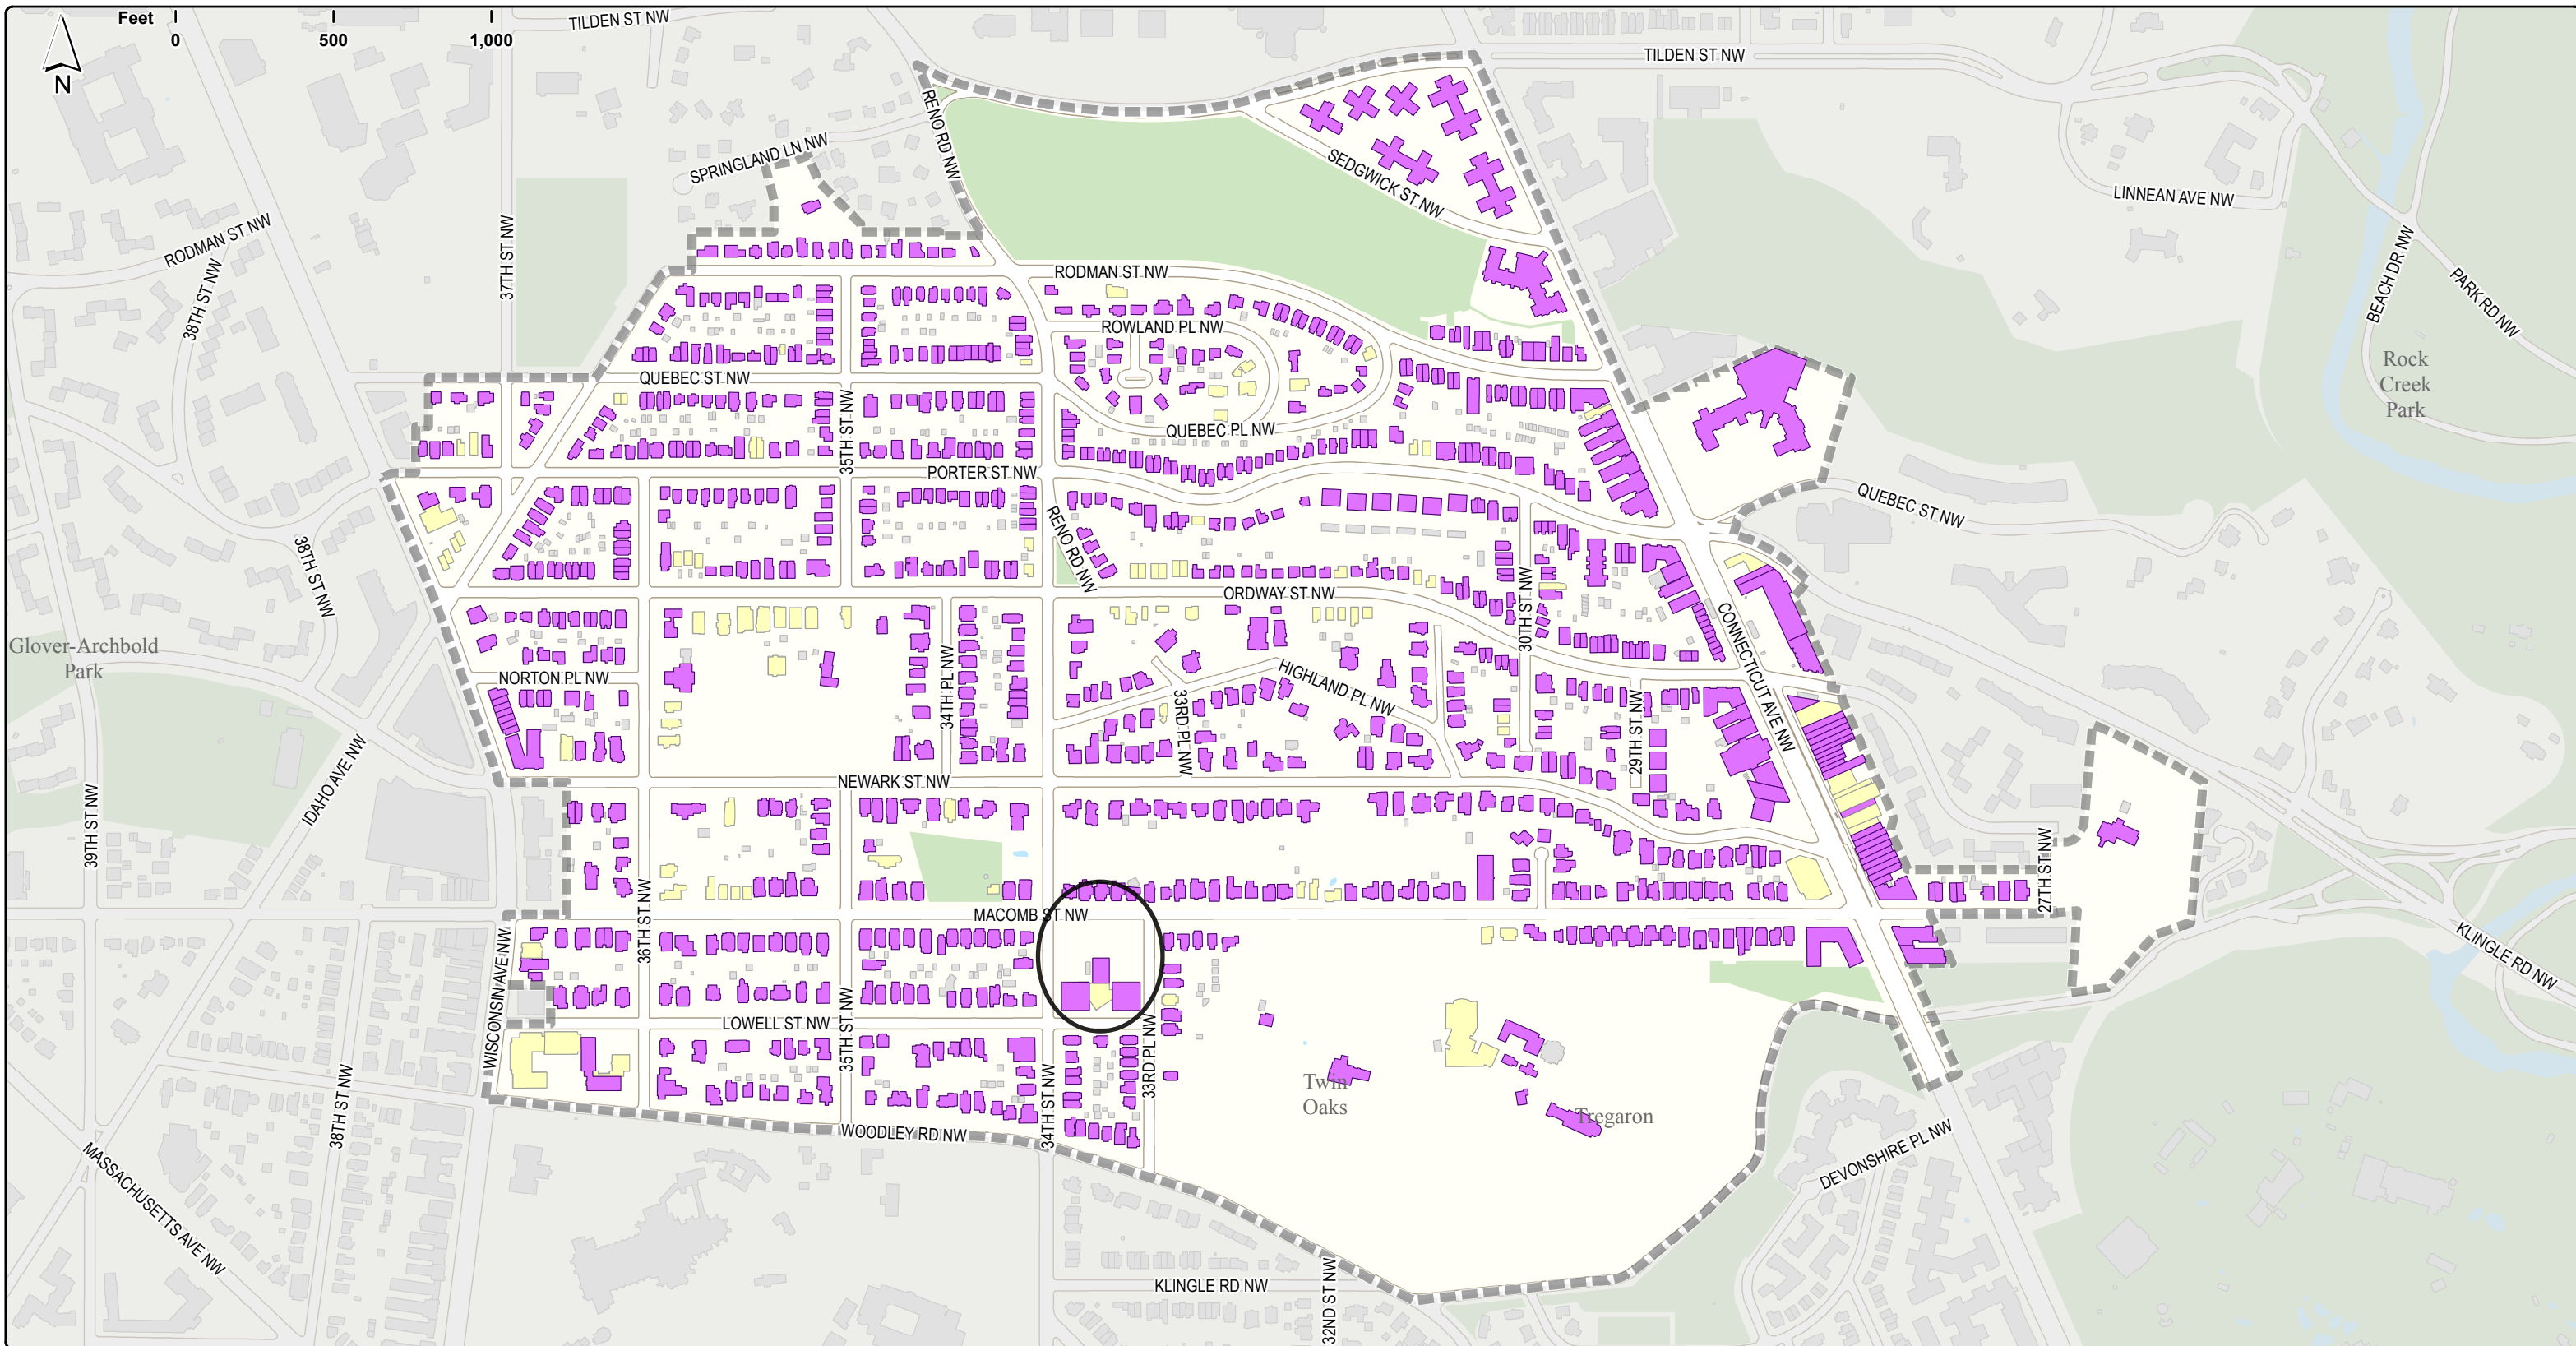 Feet
0 500 1,000
N
TILDEN ST NW
TILDEN ST NW
RENO RD NW
SPRINGLAND LN NW
SEDGWICK ST NW
LINNEAN AVE NW
RODMAN ST NW
37TH ST NW
38TH ST NW
BEACH DR NW
PARK RD NW
RODMAN ST NW
ROWLAND PL NW
Rock
Creek
Park
QUEBEC ST NW
35TH ST NW
QUEBEC PL NW
PORTER ST NW
QUEBEC ST NW
38TH ST NW
RENO RD NW
ORDWAY ST NW
30TH ST NW
CONNECTICUT AVE NW
Glover-Archbold
Park
NORTON PL NW
34TH PL NW
HIGHLAND PL NW
33RD PL NW
29TH ST NW
IDAHO AVE NW
39TH ST NW
NEWARK ST NW
27TH ST NW
36TH ST NW
MACOMB ST NW
WISCONSIN AVE NW
KLINGLE RD NW
35TH ST NW
LOWELL ST NW
33RD PL NW
38TH ST NW
34TH ST NW
Twin
Oaks
Tregaron
WOODLEY RD NW
DEVONSHIRE PL NW
MASSACHUSETTS AVE NW
KLINGLE RD NW
32ND ST NW